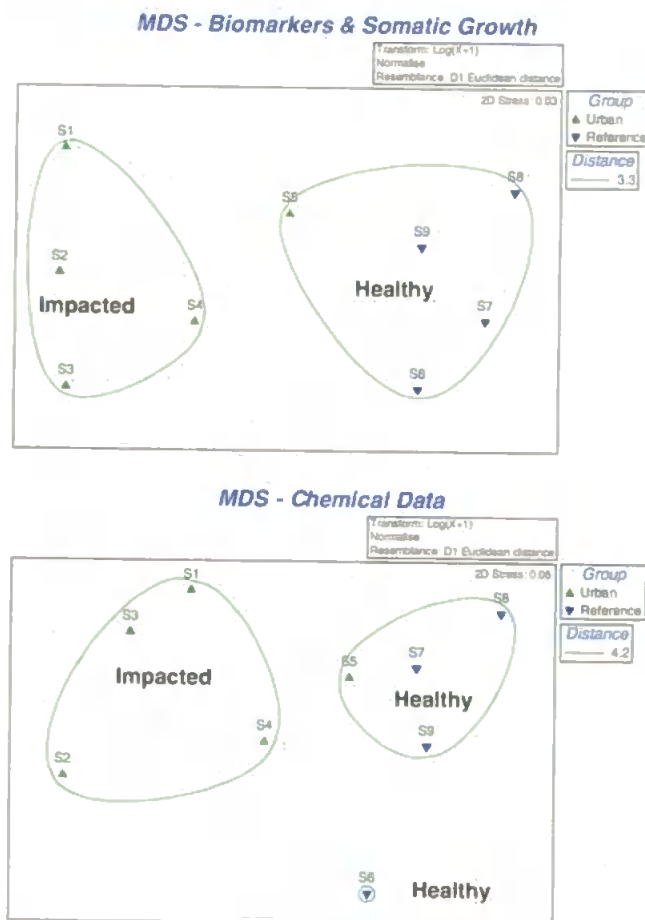 MDS - Biomarkers & Somatic Growth
Transform: Log(X+1)
Normalise
Resemblance: D1 Euclidean distance
2D Stress: 0.03
Group
Urban
Reference
Distance
3.3
S1
S8
S5
S9
S2
Impacted
Healthy
S4
S7
S3
S6
MDS - Chemical Data
Transform: Log(X+1)
Normalise
Resemblance: D1 Euclidean distance
2D Stress: 0.06
Group
Urban
Reference
Distance
4.2
S1
S8
S3
S5
S7
Impacted
Healthy
S4
S9
S2
S6
Healthy